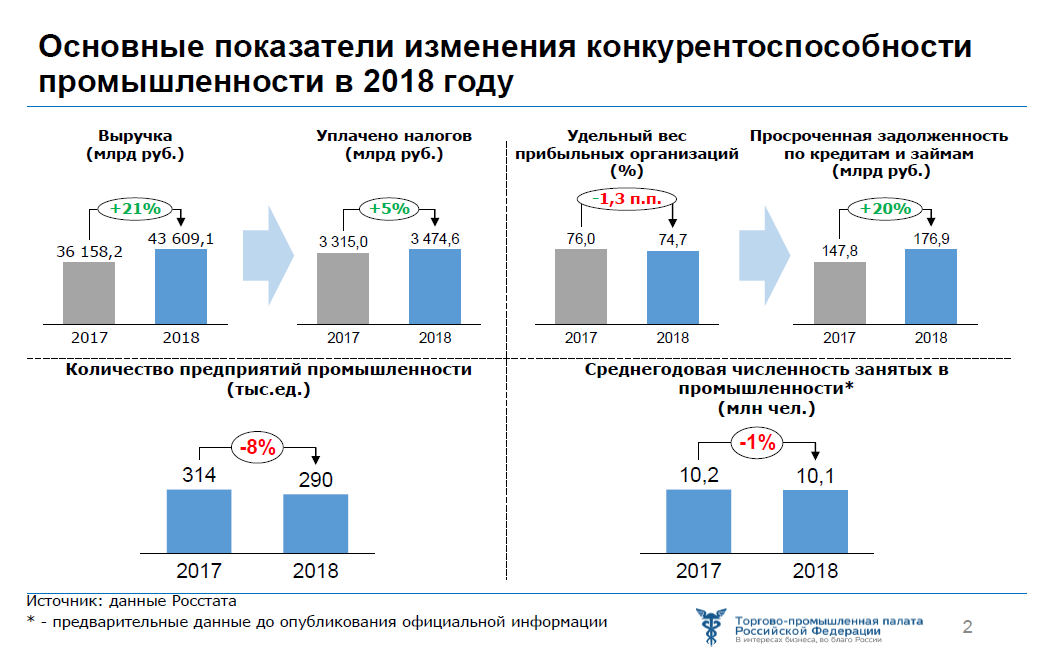 Основные показатели изменения конкурентоспособности
промышленности в 2018 году
Выручка
(млрд руб.)
+21%
36 158,2
43 609,1
2017
2018
Уплачено налогов
(млрд руб.)
+5%
3 315,0
3 474,6
2017
2018
Удельный вес
прибыльных организаций
(%)
-1,3 п.п.
76,0
74,7
2017
2018
Просроченная задолженность
по кредитам и займам
(млрд руб.)
+20%
147,8
176,9
2017
2018
Количество предприятий промышленности
(тыс.ед.)
-8%
314
290
2017
2018
Среднегодовая численность занятых в
промышленности*
(млн чел.)
-1%
10,2
10,1
2017
2018
Источник: данные Росстата
* - предварительные данные до опубликования официальной информации
Торгово-промышленная палата
Российской Федерации
В интересах бизнеса, во благо России
2